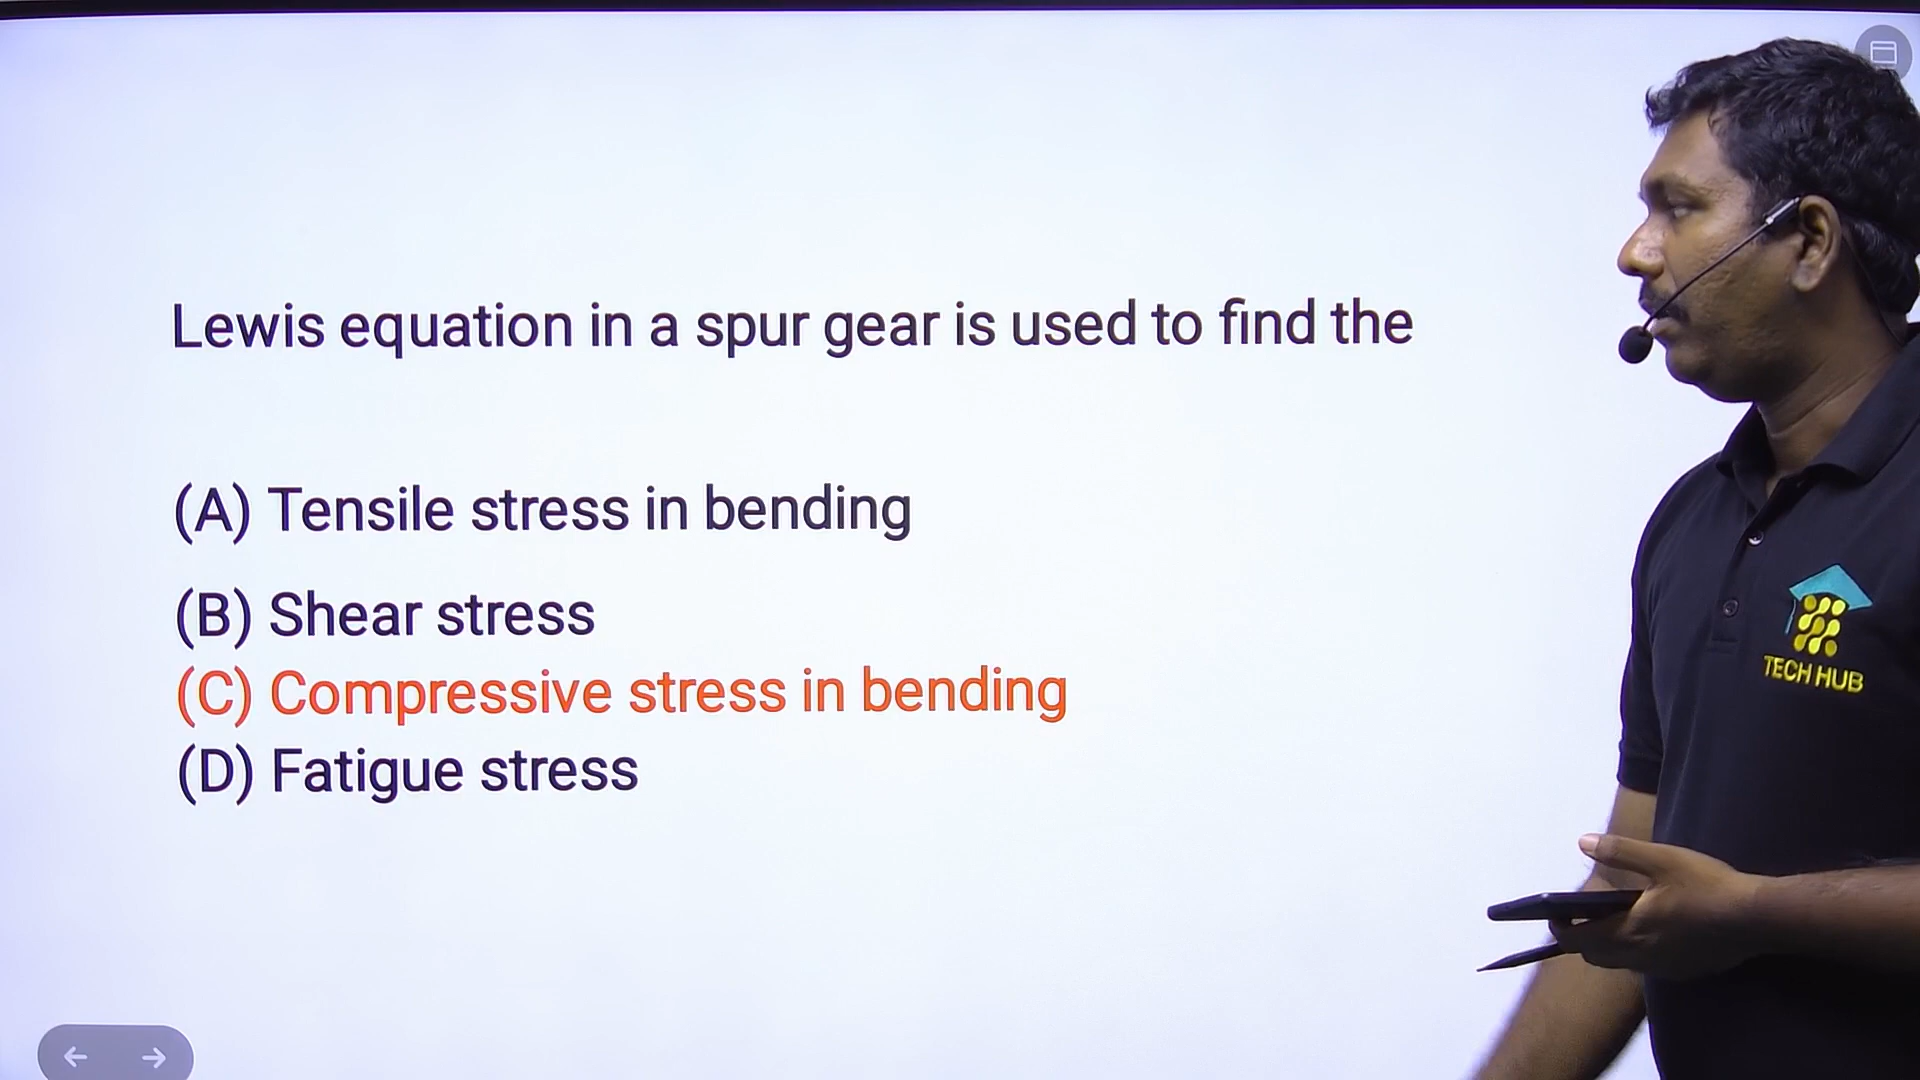 Lewis equation in a spur gear is used to find the
(A) Tensile stress in bending
(B) Shear stress
(C) Compressive stress in bending
(D) Fatigue stress
TECH HUB